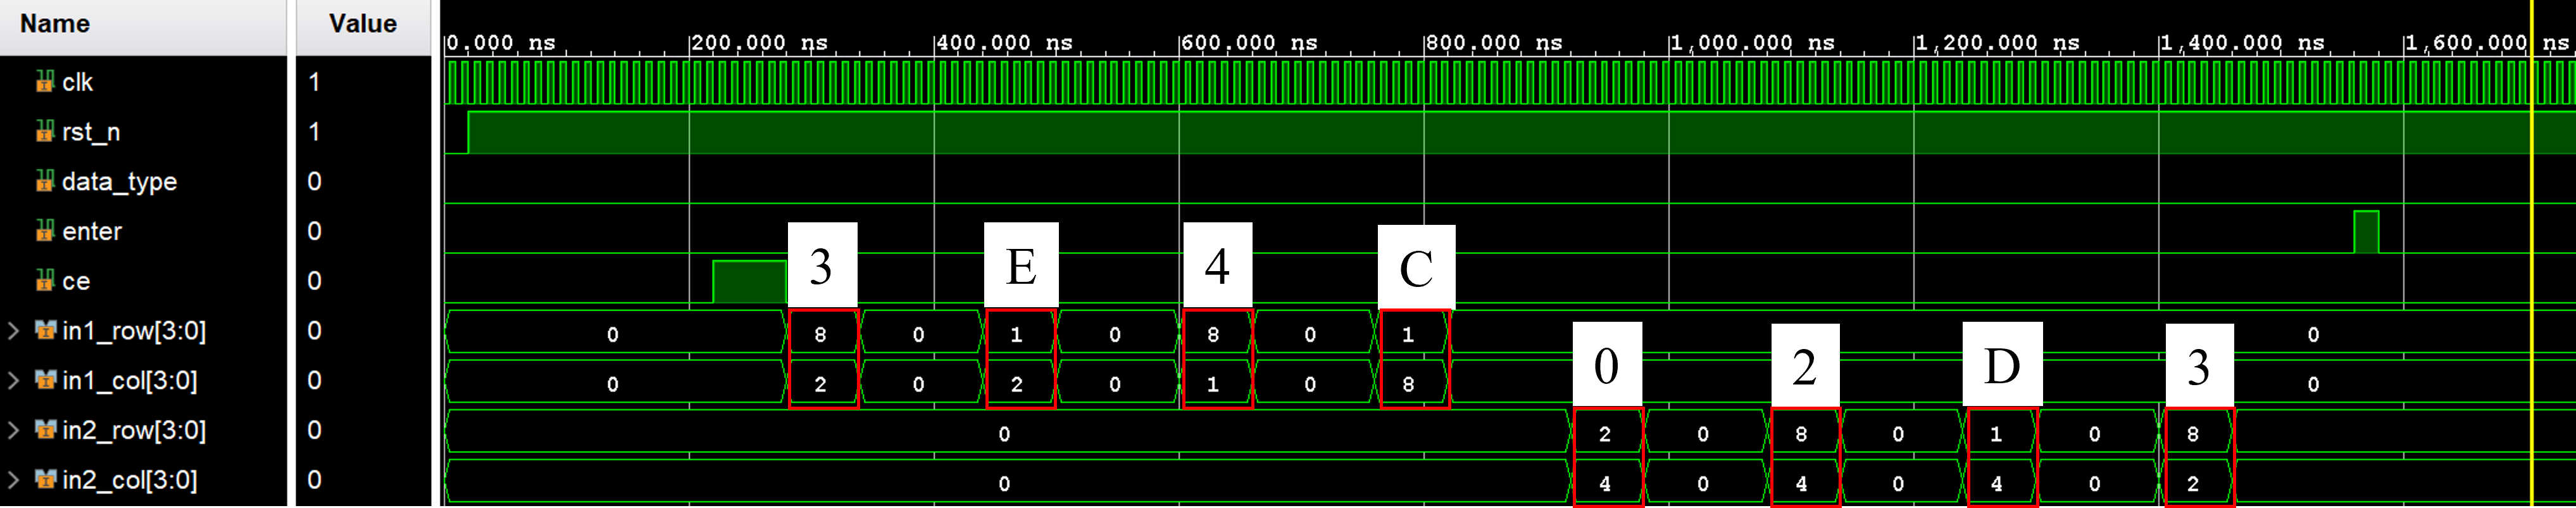 Name Value
0.000 ns 200.000 ns 400.000 ns 600.000 ns 800.000 ns 1,000.000 ns 1,200.000 ns 1,400.000 ns 1,600.000 ns
clk 1
rst_n 1
data_type 0
enter 0
3 E 4 C
ce 0
in1_row[3:0] 0 0 8 0 1 0 8 0 1 0
0 2 D 3
in1_col[3:0] 0 0 2 0 2 0 1 0 8 0
in2_row[3:0] 0 0 2 0 8 0 1 0 8
in2_col[3:0] 0 0 4 0 4 0 4 0 2